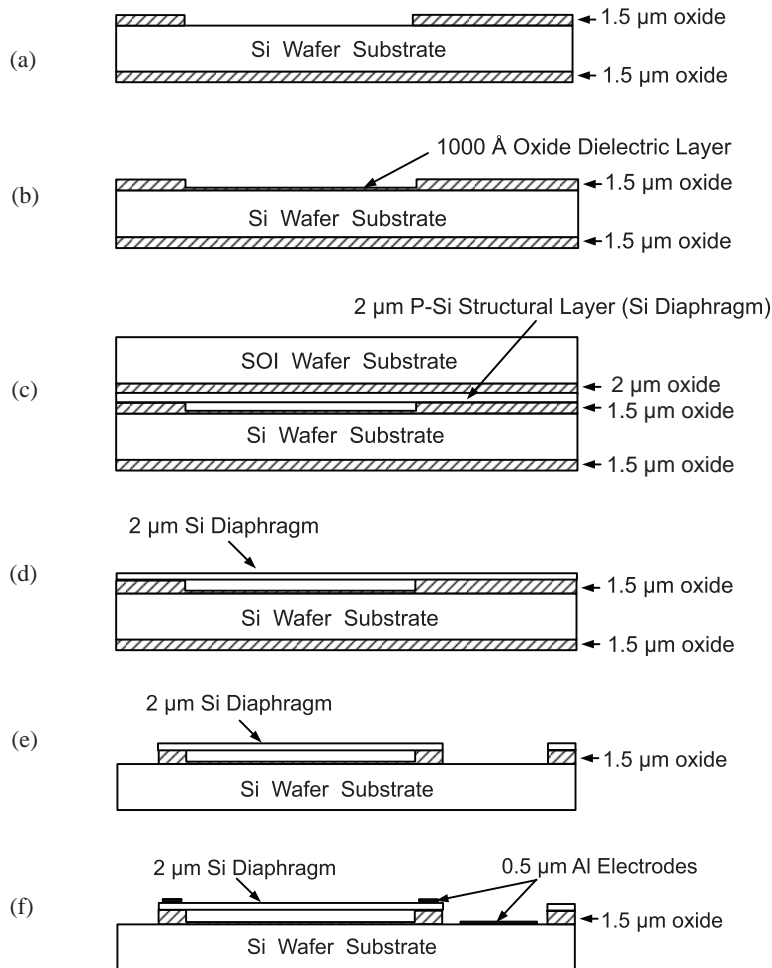 (a)
1.5 µm oxide
Si Wafer Substrate
1.5 µm oxide
(b)
1000 Å Oxide Dielectric Layer
1.5 µm oxide
Si Wafer Substrate
1.5 µm oxide
(c)
2 µm P-Si Structural Layer (Si Diaphragm)
SOI Wafer Substrate
2 µm oxide
1.5 µm oxide
Si Wafer Substrate
1.5 µm oxide
(d)
2 µm Si Diaphragm
1.5 µm oxide
Si Wafer Substrate
1.5 µm oxide
(e)
2 µm Si Diaphragm
1.5 µm oxide
Si Wafer Substrate
(f)
2 µm Si Diaphragm
0.5 µm Al Electrodes
1.5 µm oxide
Si Wafer Substrate